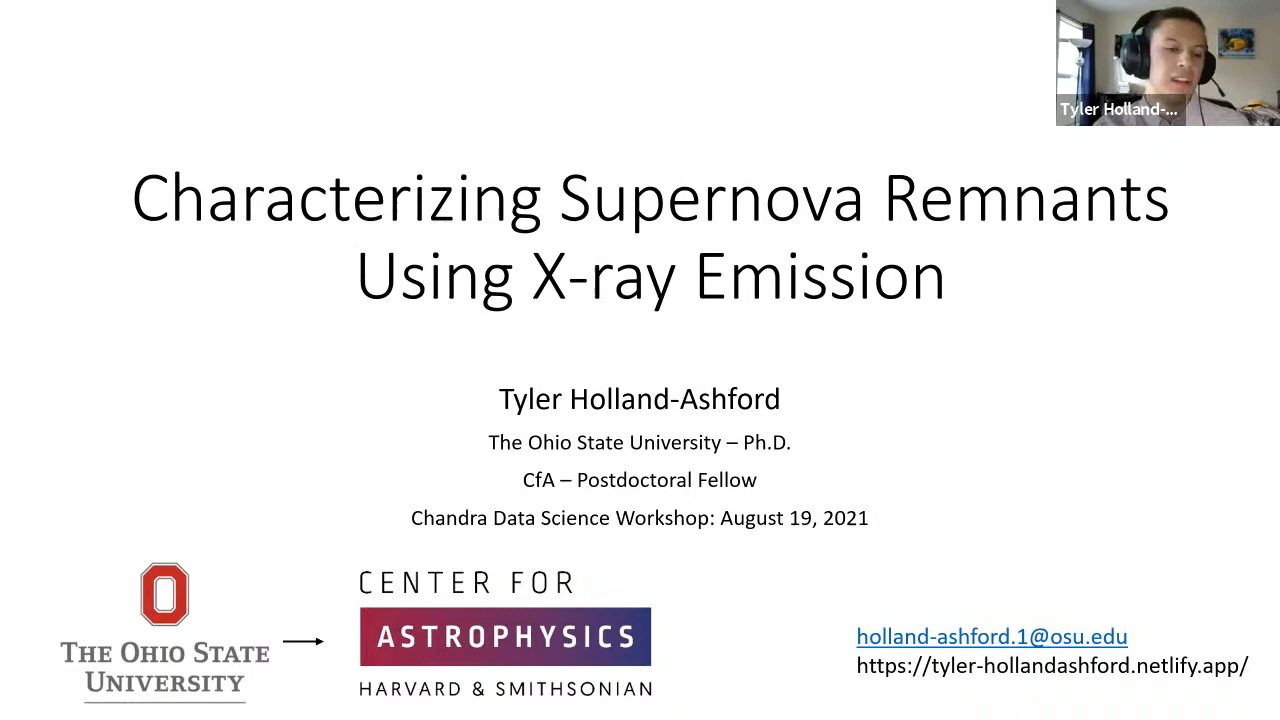 Tyler Holland-...
Characterizing Supernova Remnants
Using X-ray Emission
Tyler Holland-Ashford
The Ohio State University – Ph.D.
CfA – Postdoctoral Fellow
Chandra Data Science Workshop: August 19, 2021
THE OHIO STATE
UNIVERSITY
CENTER FOR
ASTROPHYSICS
HARVARD & SMITHSONIAN
holland-ashford.1@osu.edu
https://tyler-hollandashford.netlify.app/